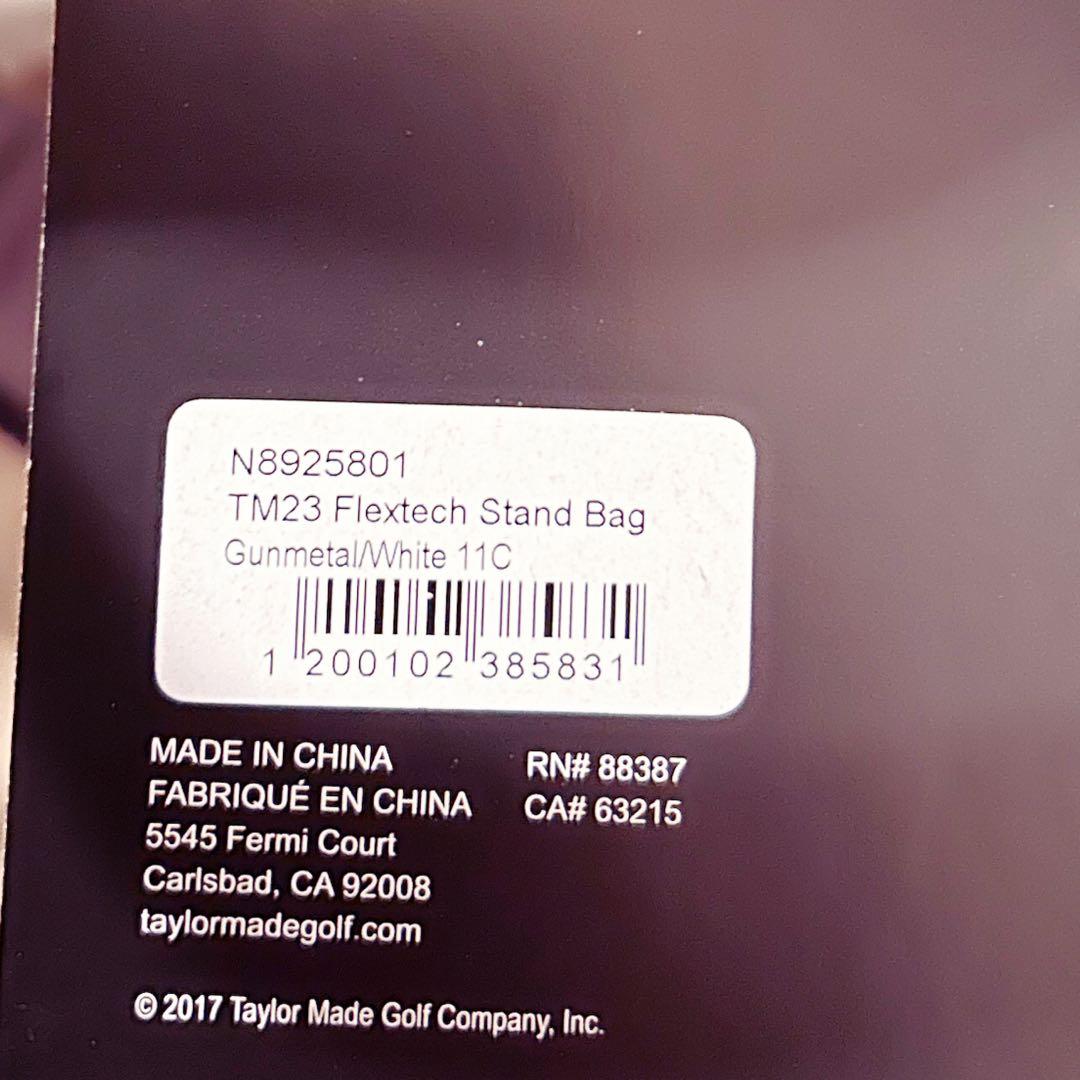 N8925801
TM23 Flextech Stand Bag
Gunmetal/White 11C
1 200102 385831
MADE IN CHINA
FABRIQUÉ EN CHINA
5545 Fermi Court
Carlsbad, CA 92008
taylormadegolf.com
RN# 88387
CA# 63215
© 2017 Taylor Made Golf Company, Inc.